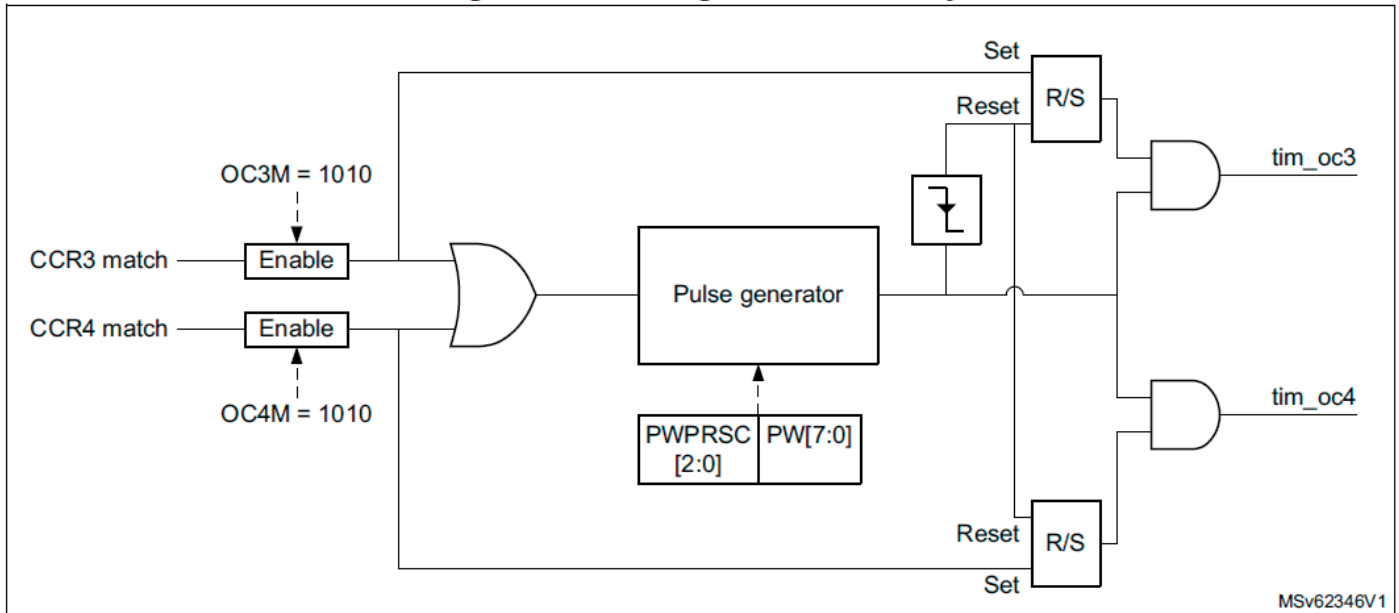 Set
R/S
Reset
tim_oc3
OC3M = 1010
CCR3 match
Enable
Pulse generator
CCR4 match
Enable
OC4M = 1010
tim_oc4
PWPRSC
[2:0]
PW[7:0]
Reset
R/S
Set
MSv62346V1